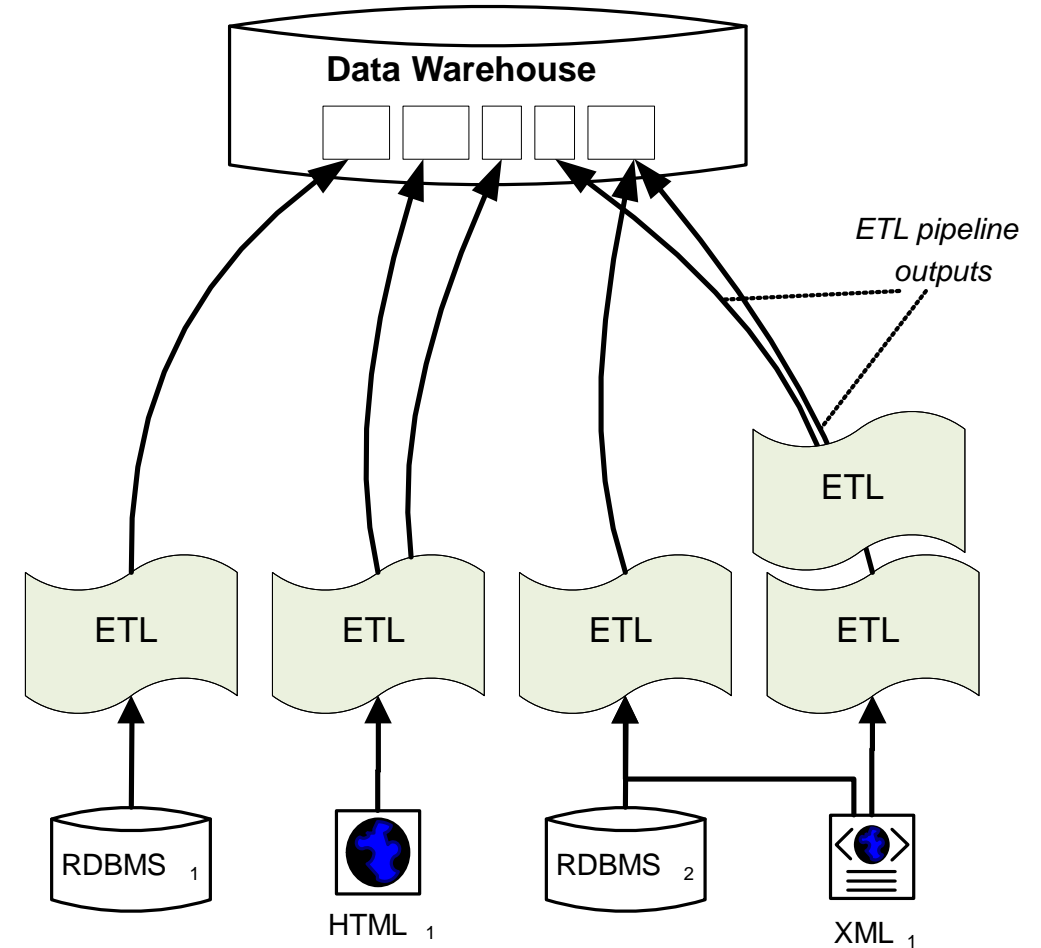 Data Warehouse
ETL pipeline
outputs
ETL
ETL
ETL
ETL
ETL
RDBMS 1
HTML 1
RDBMS 2
XML 1